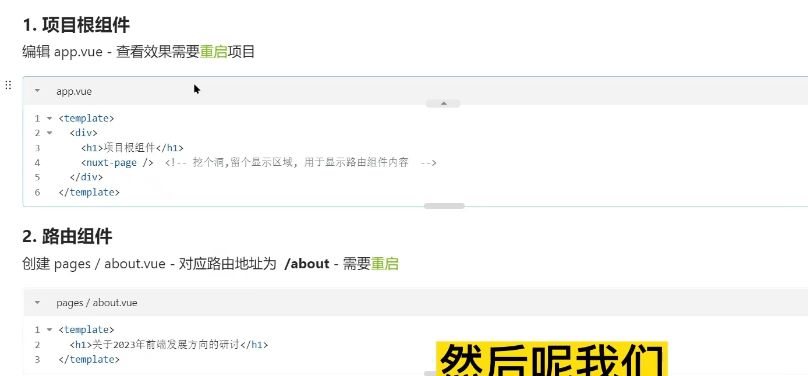 1. 项目根组件
编辑 app.vue - 查看效果需要重启项目
app.vue
1 <template>
2 <div>
3 <h1>项目根组件</h1>
4 <nuxt-page /> <!-- 挖个洞,留个显示区域, 用于显示路由组件内容 -->
5 </div>
6 </template>
2. 路由组件
创建 pages / about.vue - 对应路由地址为 /about - 需要重启
pages / about.vue
1 <template>
2 <h1>关于2023年前端发展方向的研讨</h1>
3 </template>
然后呢我们